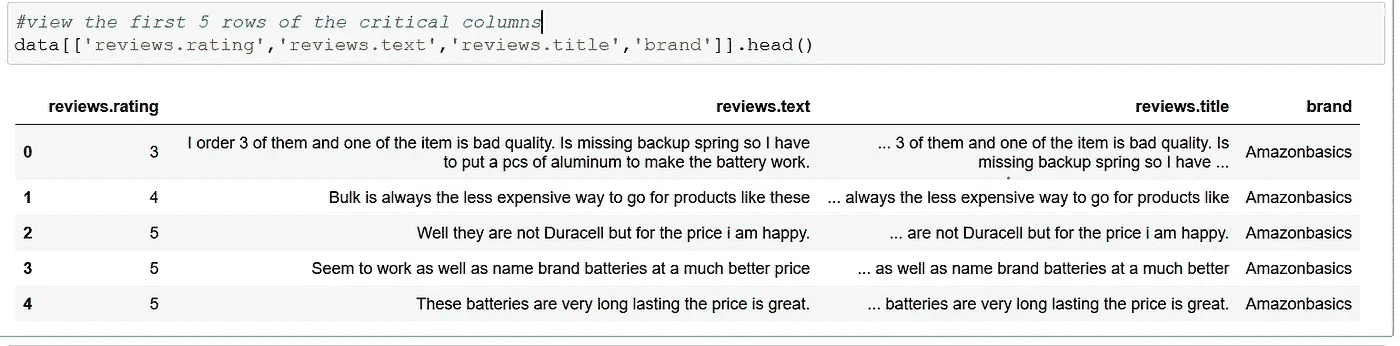 #view the first 5 rows of the critical columns
data[['reviews.rating','reviews.text','reviews.title','brand']].head()
reviews.rating reviews.text reviews.title brand
0 3 I order 3 of them and one of the item is bad quality. Is missing backup spring so I have ... 3 of them and one of the item is bad quality. Is Amazonbasics
to put a pcs of aluminum to make the battery work. missing backup spring so I have ...
1 4 Bulk is always the less expensive way to go for products like these ... always the less expensive way to go for products like Amazonbasics
2 5 Well they are not Duracell but for the price i am happy. ... are not Duracell but for the price i am happy. Amazonbasics
3 5 Seem to work as well as name brand batteries at a much better price ... as well as name brand batteries at a much better Amazonbasics
4 5 These batteries are very long lasting the price is great. ... batteries are very long lasting the price is great. Amazonbasics